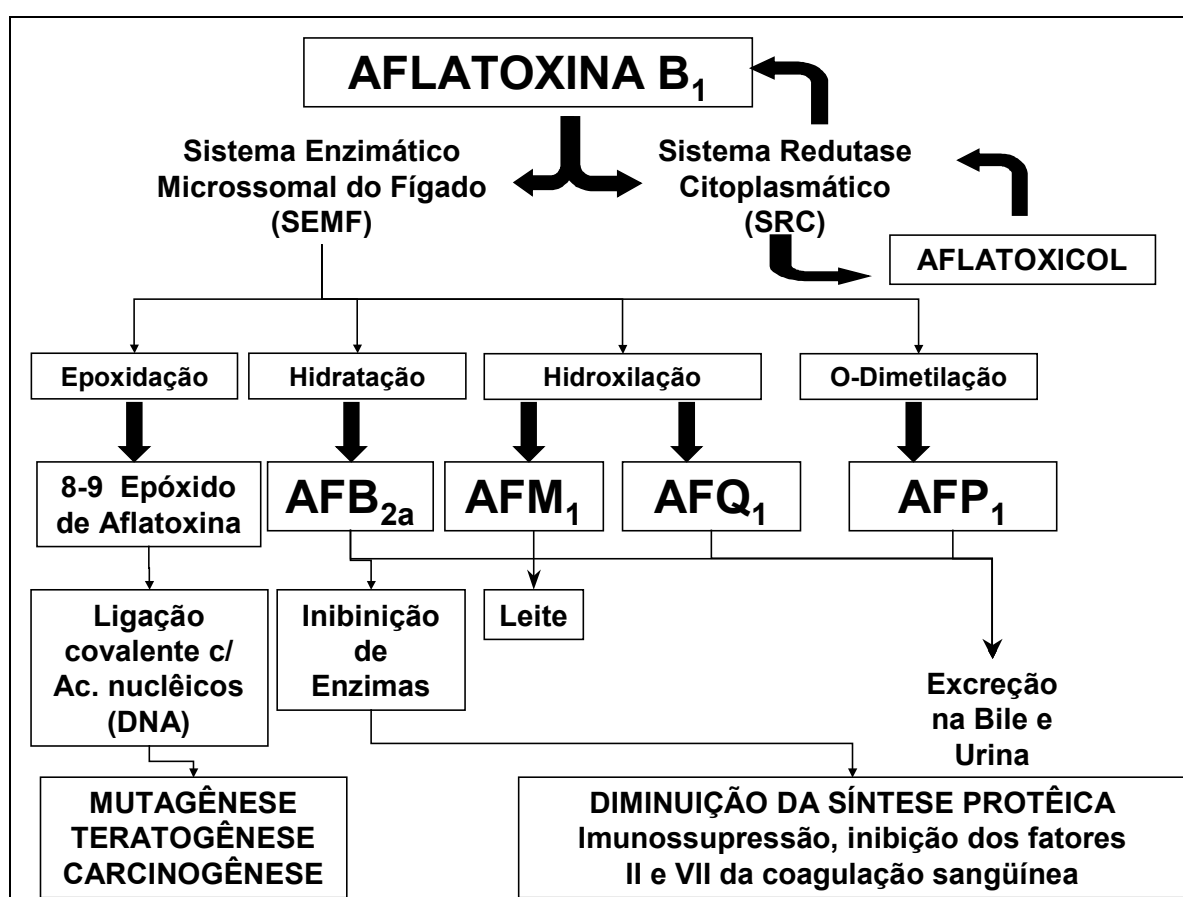 AFLATOXINA B₁
Sistema Enzimático
Microssomal do Fígado
(SEMF)
Sistema Redutase
Citoplasmático
(SRC)
AFLATOXICOL
Epoxidação
Hidratação
Hidroxilação
O-Dimetilação
8-9 Epóxido
de Aflatoxina
AFB₂ₐ
AFM₁
AFQ₁
AFP₁
Ligação
covalente c/
Ac. nuclêicos
(DNA)
Inibinição
de
Enzimas
Leite
Excreção
na Bile e
Urina
MUTAGÊNESE
TERATOGÊNESE
CARCINOGÊNESE
DIMINUIÇÃO DA SÍNTESE PROTÊICA
Imunossupressão, inibição dos fatores
II e VII da coagulação sangüínea